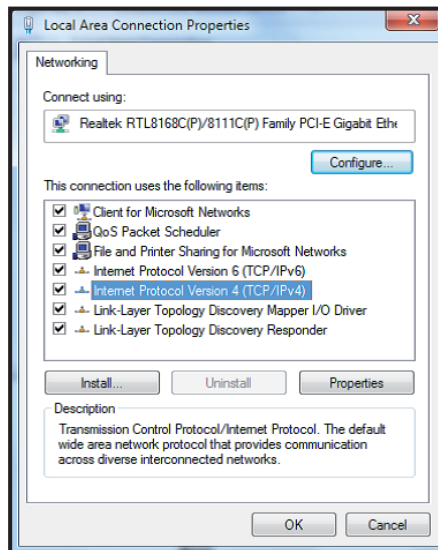 Local Area Connection Properties
Networking
Connect using:
Realtek RTL8168C(P)/8111C(P) Family PCI-E Gigabit Ethe
Configure...
This connection uses the following items:
Client for Microsoft Networks
QoS Packet Scheduler
File and Printer Sharing for Microsoft Networks
Internet Protocol Version 6 (TCP/IPv6)
Internet Protocol Version 4 (TCP/IPv4)
Link-Layer Topology Discovery Mapper I/O Driver
Link-Layer Topology Discovery Responder
Install... Uninstall Properties
Description
Transmission Control Protocol/Internet Protocol. The default
wide area network protocol that provides communication
across diverse interconnected networks.
OK Cancel